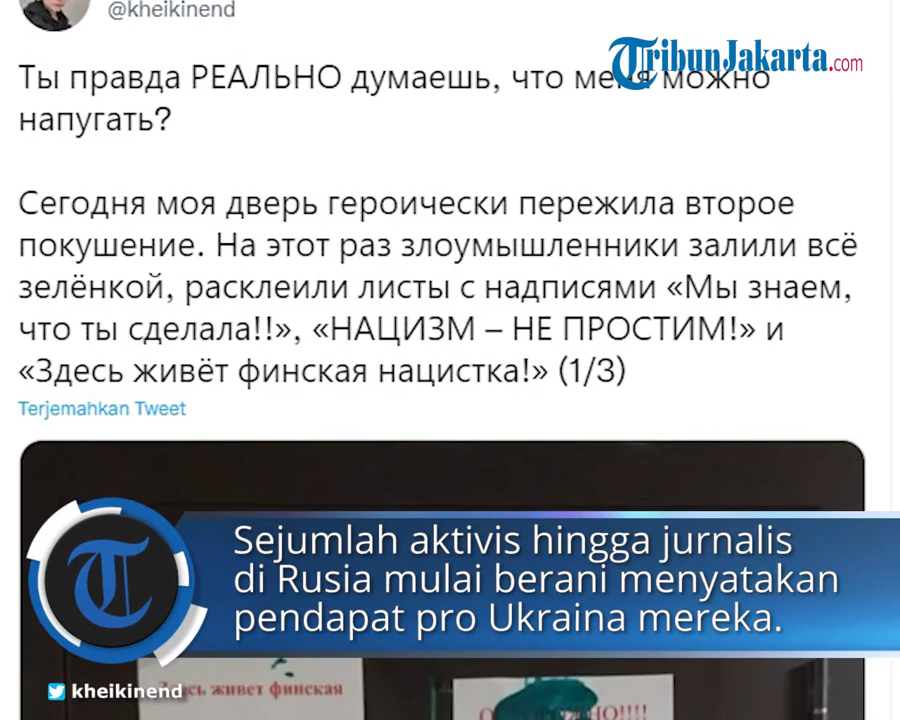 @kheikinend
TribunJakarta.com
Ты правда РЕАЛЬНО думаешь, что меня можно
напугать?
Сегодня моя дверь героически пережила второе
покушение. На этот раз злоумышленники залили всё
зелёнкой, расклеили листы с надписями «Мы знаем,
что ты сделала!!», «НАЦИЗМ – НЕ ПРОСТИМ!» и
«Здесь живёт финская нацистка!» (1/3)
Terjemahkan Tweet
Sejumlah aktivis hingga jurnalis
di Rusia mulai berani menyatakan
pendapat pro Ukraina mereka.
kheikinend
живет финская